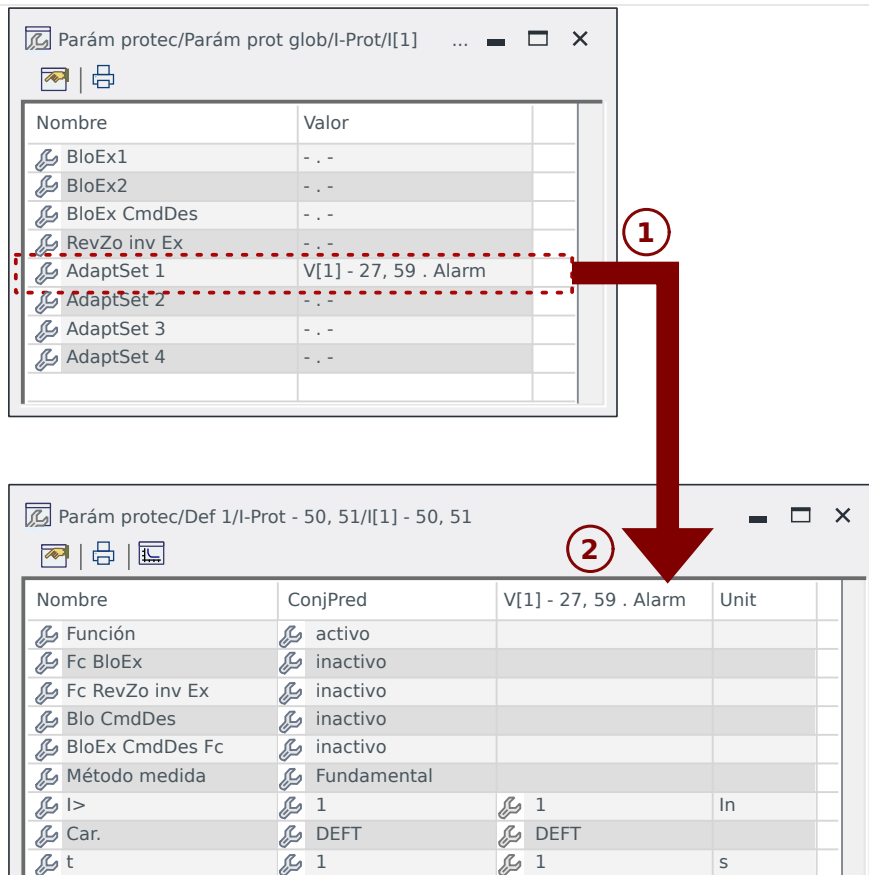 Parám protec/Parám prot glob/I-Prot/I[1] ...
Nombre Valor
BloEx1 - . -
BloEx2 - . -
BloEx CmdDes - . -
RevZo inv Ex - . -
AdaptSet 1 V[1] - 27, 59 . Alarm
AdaptSet 2 - . -
AdaptSet 3 - . -
AdaptSet 4 - . -
1
Parám protec/Def 1/I-Prot - 50, 51/I[1] - 50, 51
2
Nombre ConjPred V[1] - 27, 59 . Alarm Unit
Función activo
Fc BloEx inactivo
Fc RevZo inv Ex inactivo
Blo CmdDes inactivo
BloEx CmdDes Fc inactivo
Método medida Fundamental
I> 1 1 In
Car. DEFT DEFT
t 1 1 s